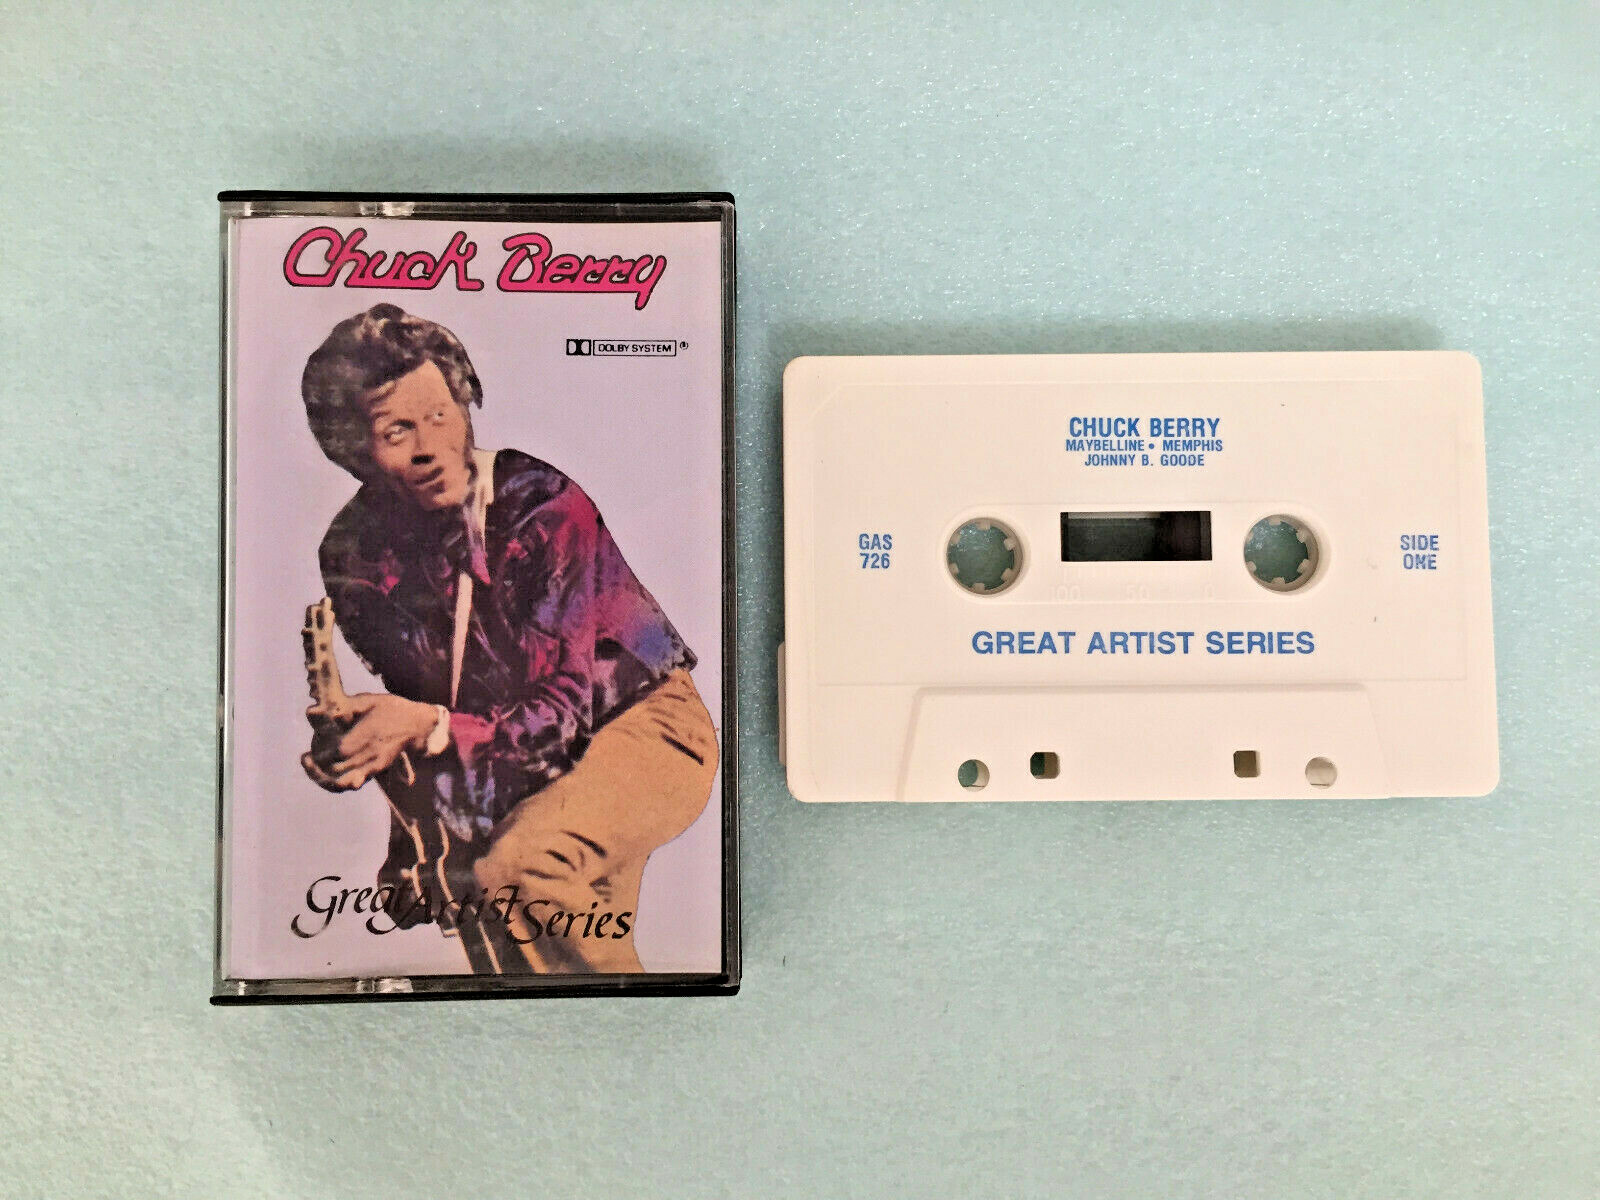 Chuck Berry
DOLBY SYSTEM ®
Great Artist Series
CHUCK BERRY
MAYBELLINE • MEMPHIS
JOHNNY B. GOODE
GAS
726
SIDE
ONE
100 50 0
GREAT ARTIST SERIES